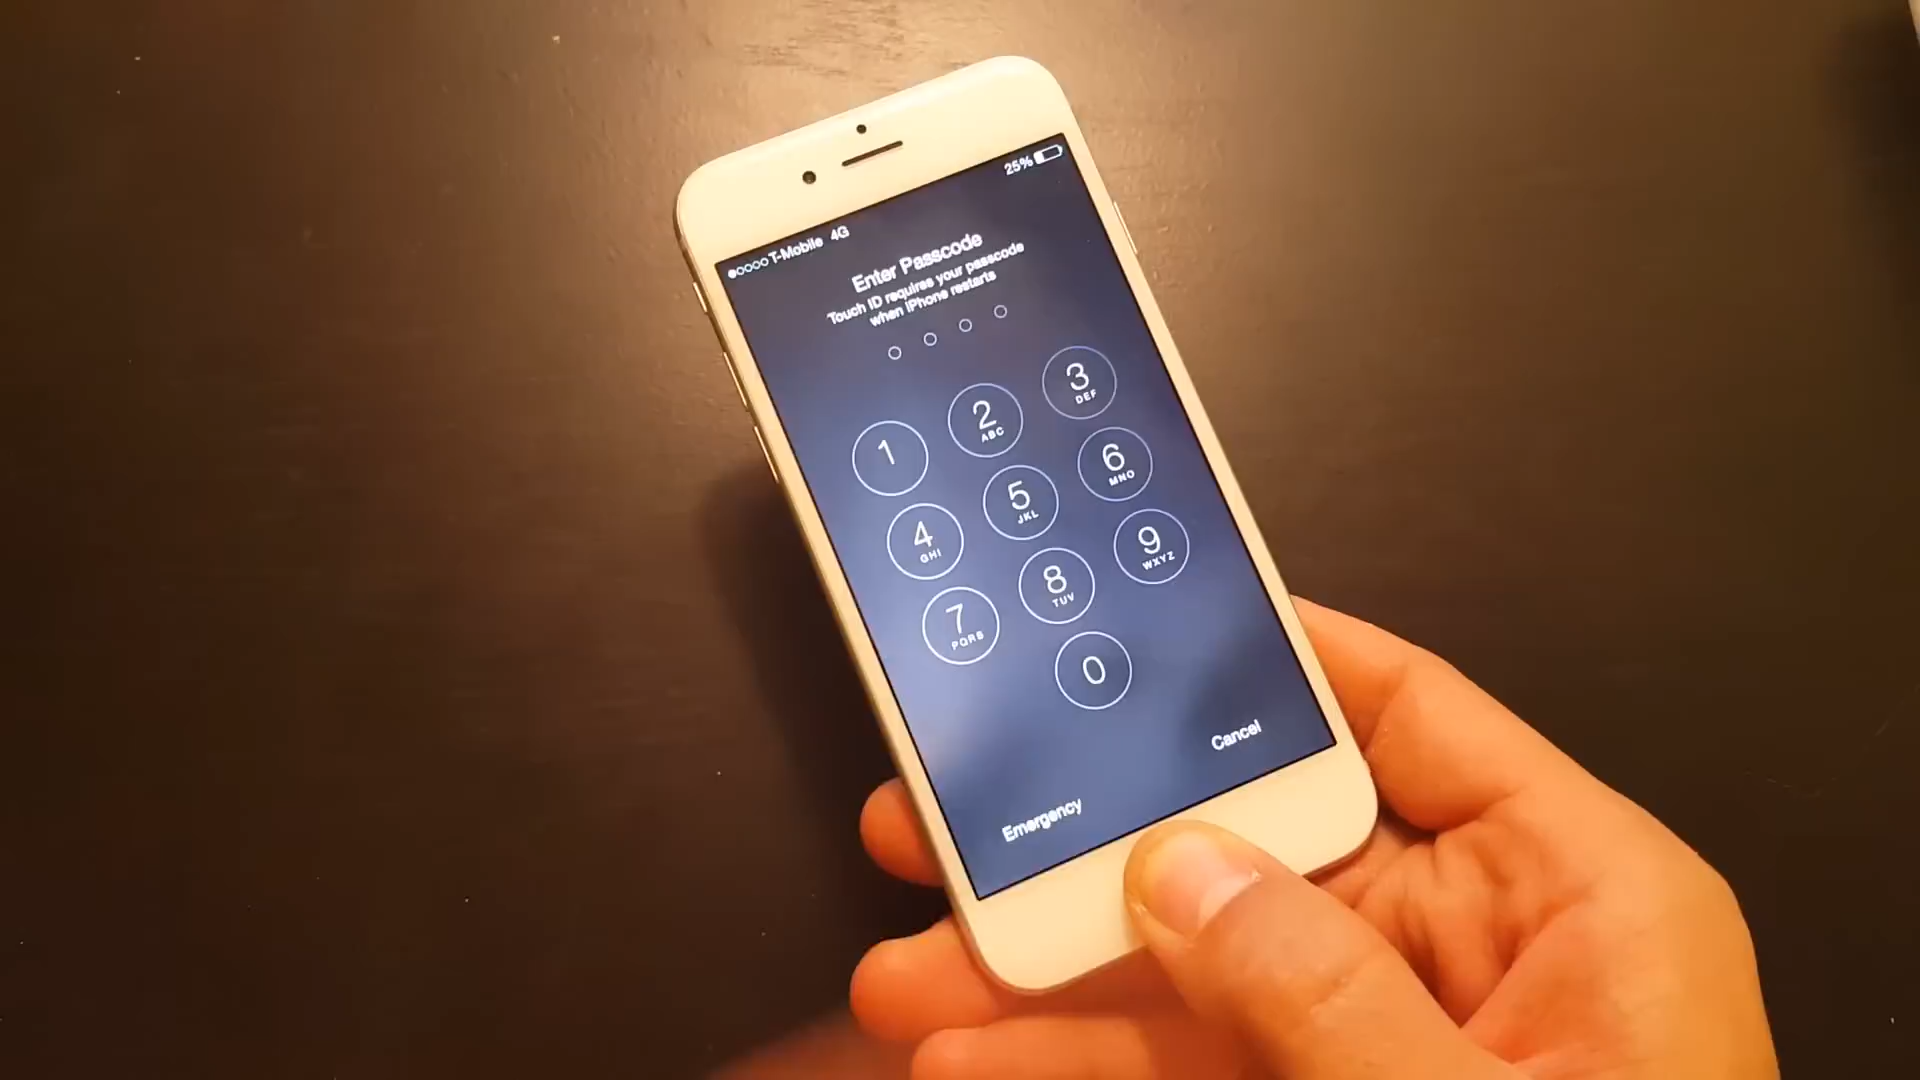 T-Mobile 4G 25%
Enter Passcode
Touch ID requires your passcode
when iPhone restarts
1
2 ABC
3 DEF
4 GHI
5 JKL
6 MNO
7 PQRS
8 TUV
9 WXYZ
0
Emergency
Cancel